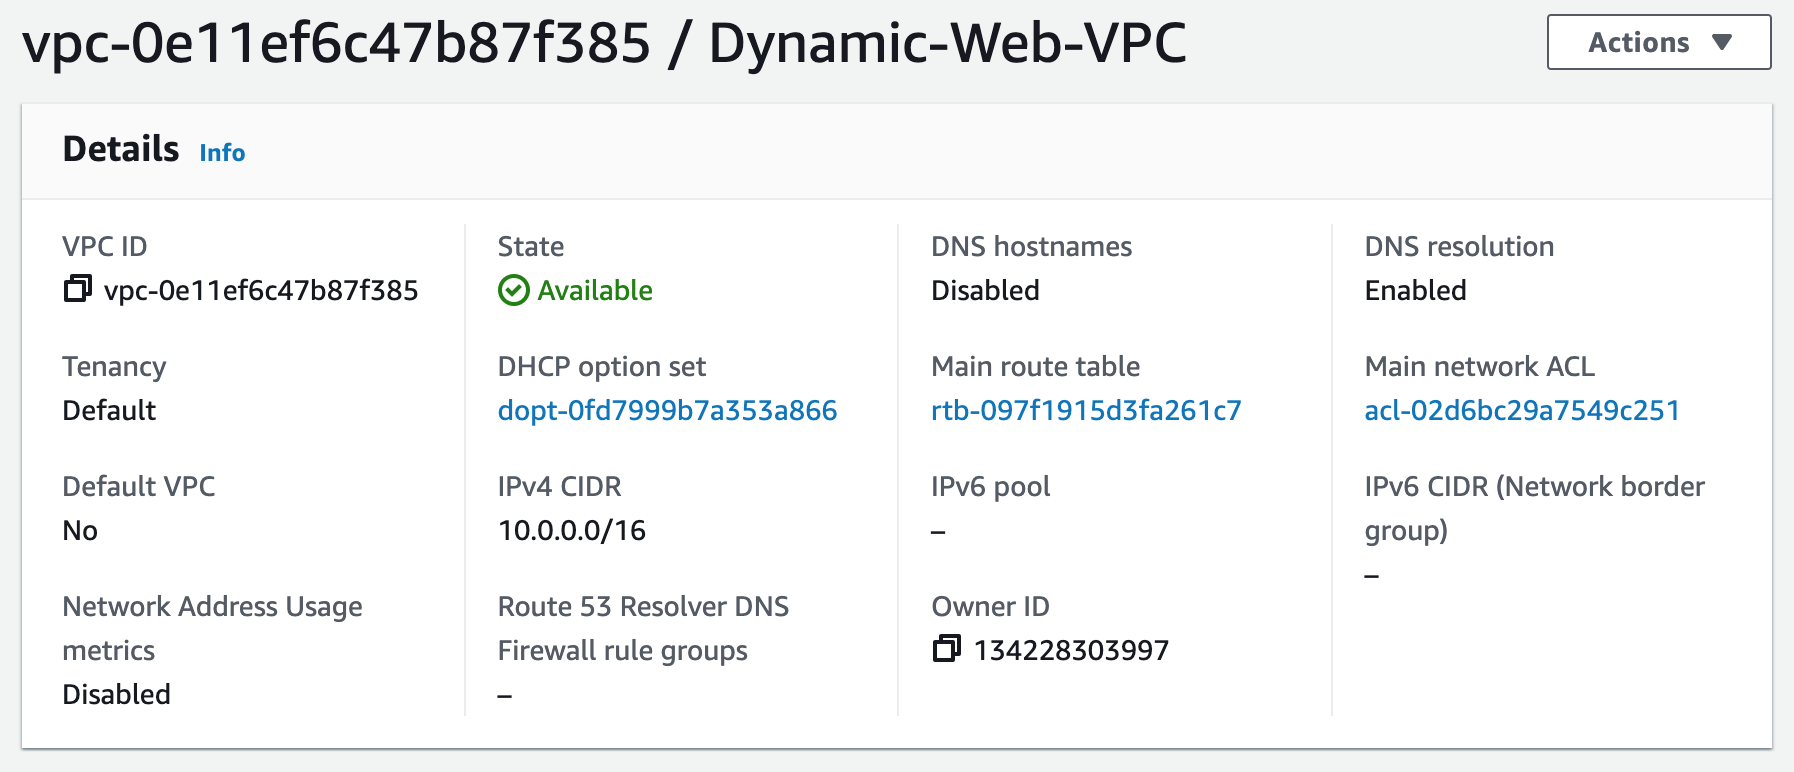 vpc-0e11ef6c47b87f385 / Dynamic-Web-VPC
Actions
Details Info
VPC ID
vpc-0e11ef6c47b87f385
State
Available
DNS hostnames
Disabled
DNS resolution
Enabled
Tenancy
Default
DHCP option set
dopt-0fd7999b7a353a866
Main route table
rtb-097f1915d3fa261c7
Main network ACL
acl-02d6bc29a7549c251
Default VPC
No
IPv4 CIDR
10.0.0.0/16
IPv6 pool
–
IPv6 CIDR (Network border
group)
–
Network Address Usage
metrics
Disabled
Route 53 Resolver DNS
Firewall rule groups
–
Owner ID
134228303997